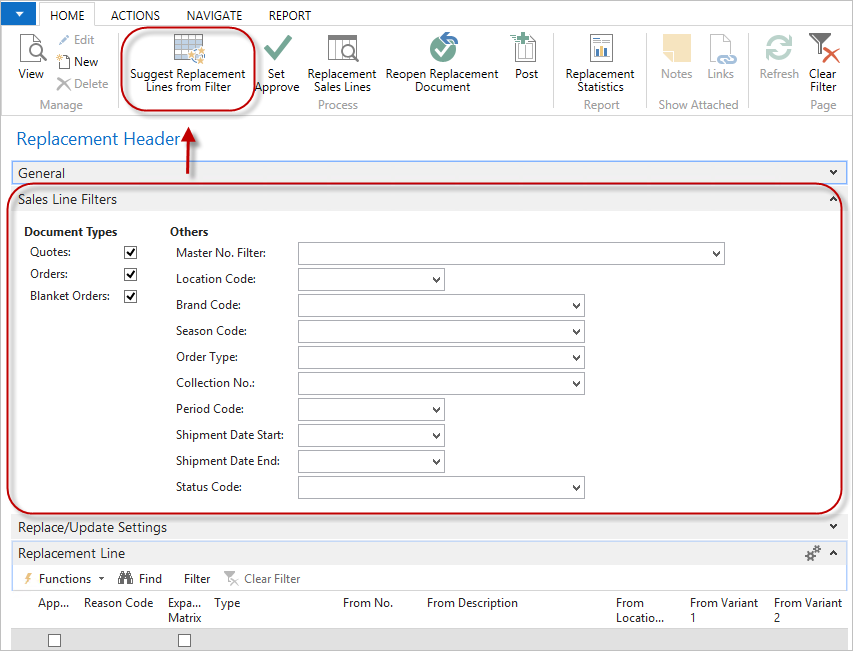 HOME ACTIONS NAVIGATE REPORT
View
Edit
New
Delete
Manage
Suggest Replacement
Lines from Filter
Set
Approve
Replacement
Sales Lines
Reopen Replacement
Document
Post
Process
Replacement
Statistics
Report
Notes
Links
Show Attached
Refresh
Clear
Filter
Page
Replacement Header
General
Sales Line Filters
Document Types
Quotes:
Orders:
Blanket Orders:
Others
Master No. Filter:
Location Code:
Brand Code:
Season Code:
Order Type:
Collection No.:
Period Code:
Shipment Date Start:
Shipment Date End:
Status Code:
Replace/Update Settings
Replacement Line
Functions Find Filter Clear Filter
App... Reason Code Expa... Type From No. From Description From From Variant From Variant
Matrix Locatio... 1 2